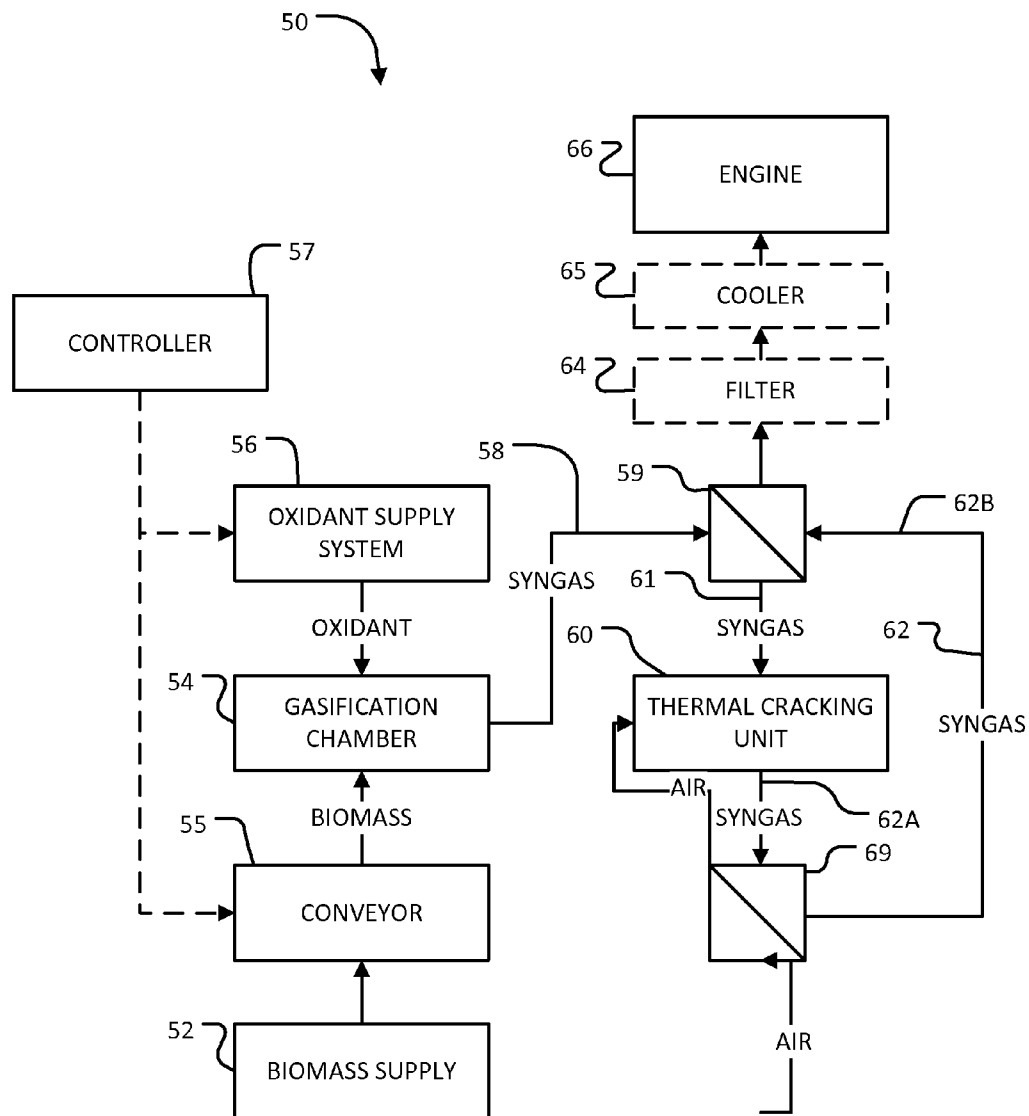 50
66
ENGINE
57
65
COOLER
CONTROLLER
64
FILTER
56
58
59
62B
OXIDANT SUPPLY
SYSTEM
SYNGAS
61
OXIDANT
SYNGAS
60
62
54
GASIFICATION
CHAMBER
THERMAL CRACKING
UNIT
SYNGAS
AIR
BIOMASS
SYNGAS
62A
55
69
CONVEYOR
52
BIOMASS SUPPLY
AIR